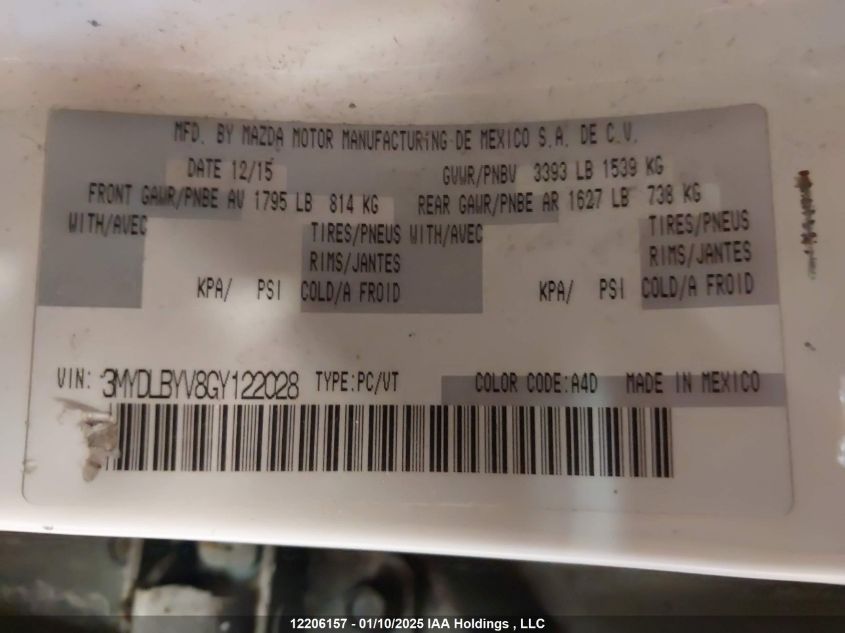 MFD. BY MAZDA MOTOR MANUFACTURING DE MEXICO S.A. DE C.V.
DATE 12/15 GVWR/PNBV 3393 LB 1539 KG
FRONT GAWR/PNBE AV 1795 LB 814 KG REAR GAWR/PNBE AR 1627 LB 738 KG
WITH/AVEC TIRES/PNEUS WITH/AVEC TIRES/PNEUS
RIMS/JANTES RIMS/JANTES
KPA/ PSI COLD/A FROID KPA/ PSI COLD/A FROID
VIN: 3MYDLBYV8GY122028 TYPE:PC/VT COLOR CODE:A4D MADE IN MEXICO
12206157 - 01/10/2025 IAA Holdings , LLC